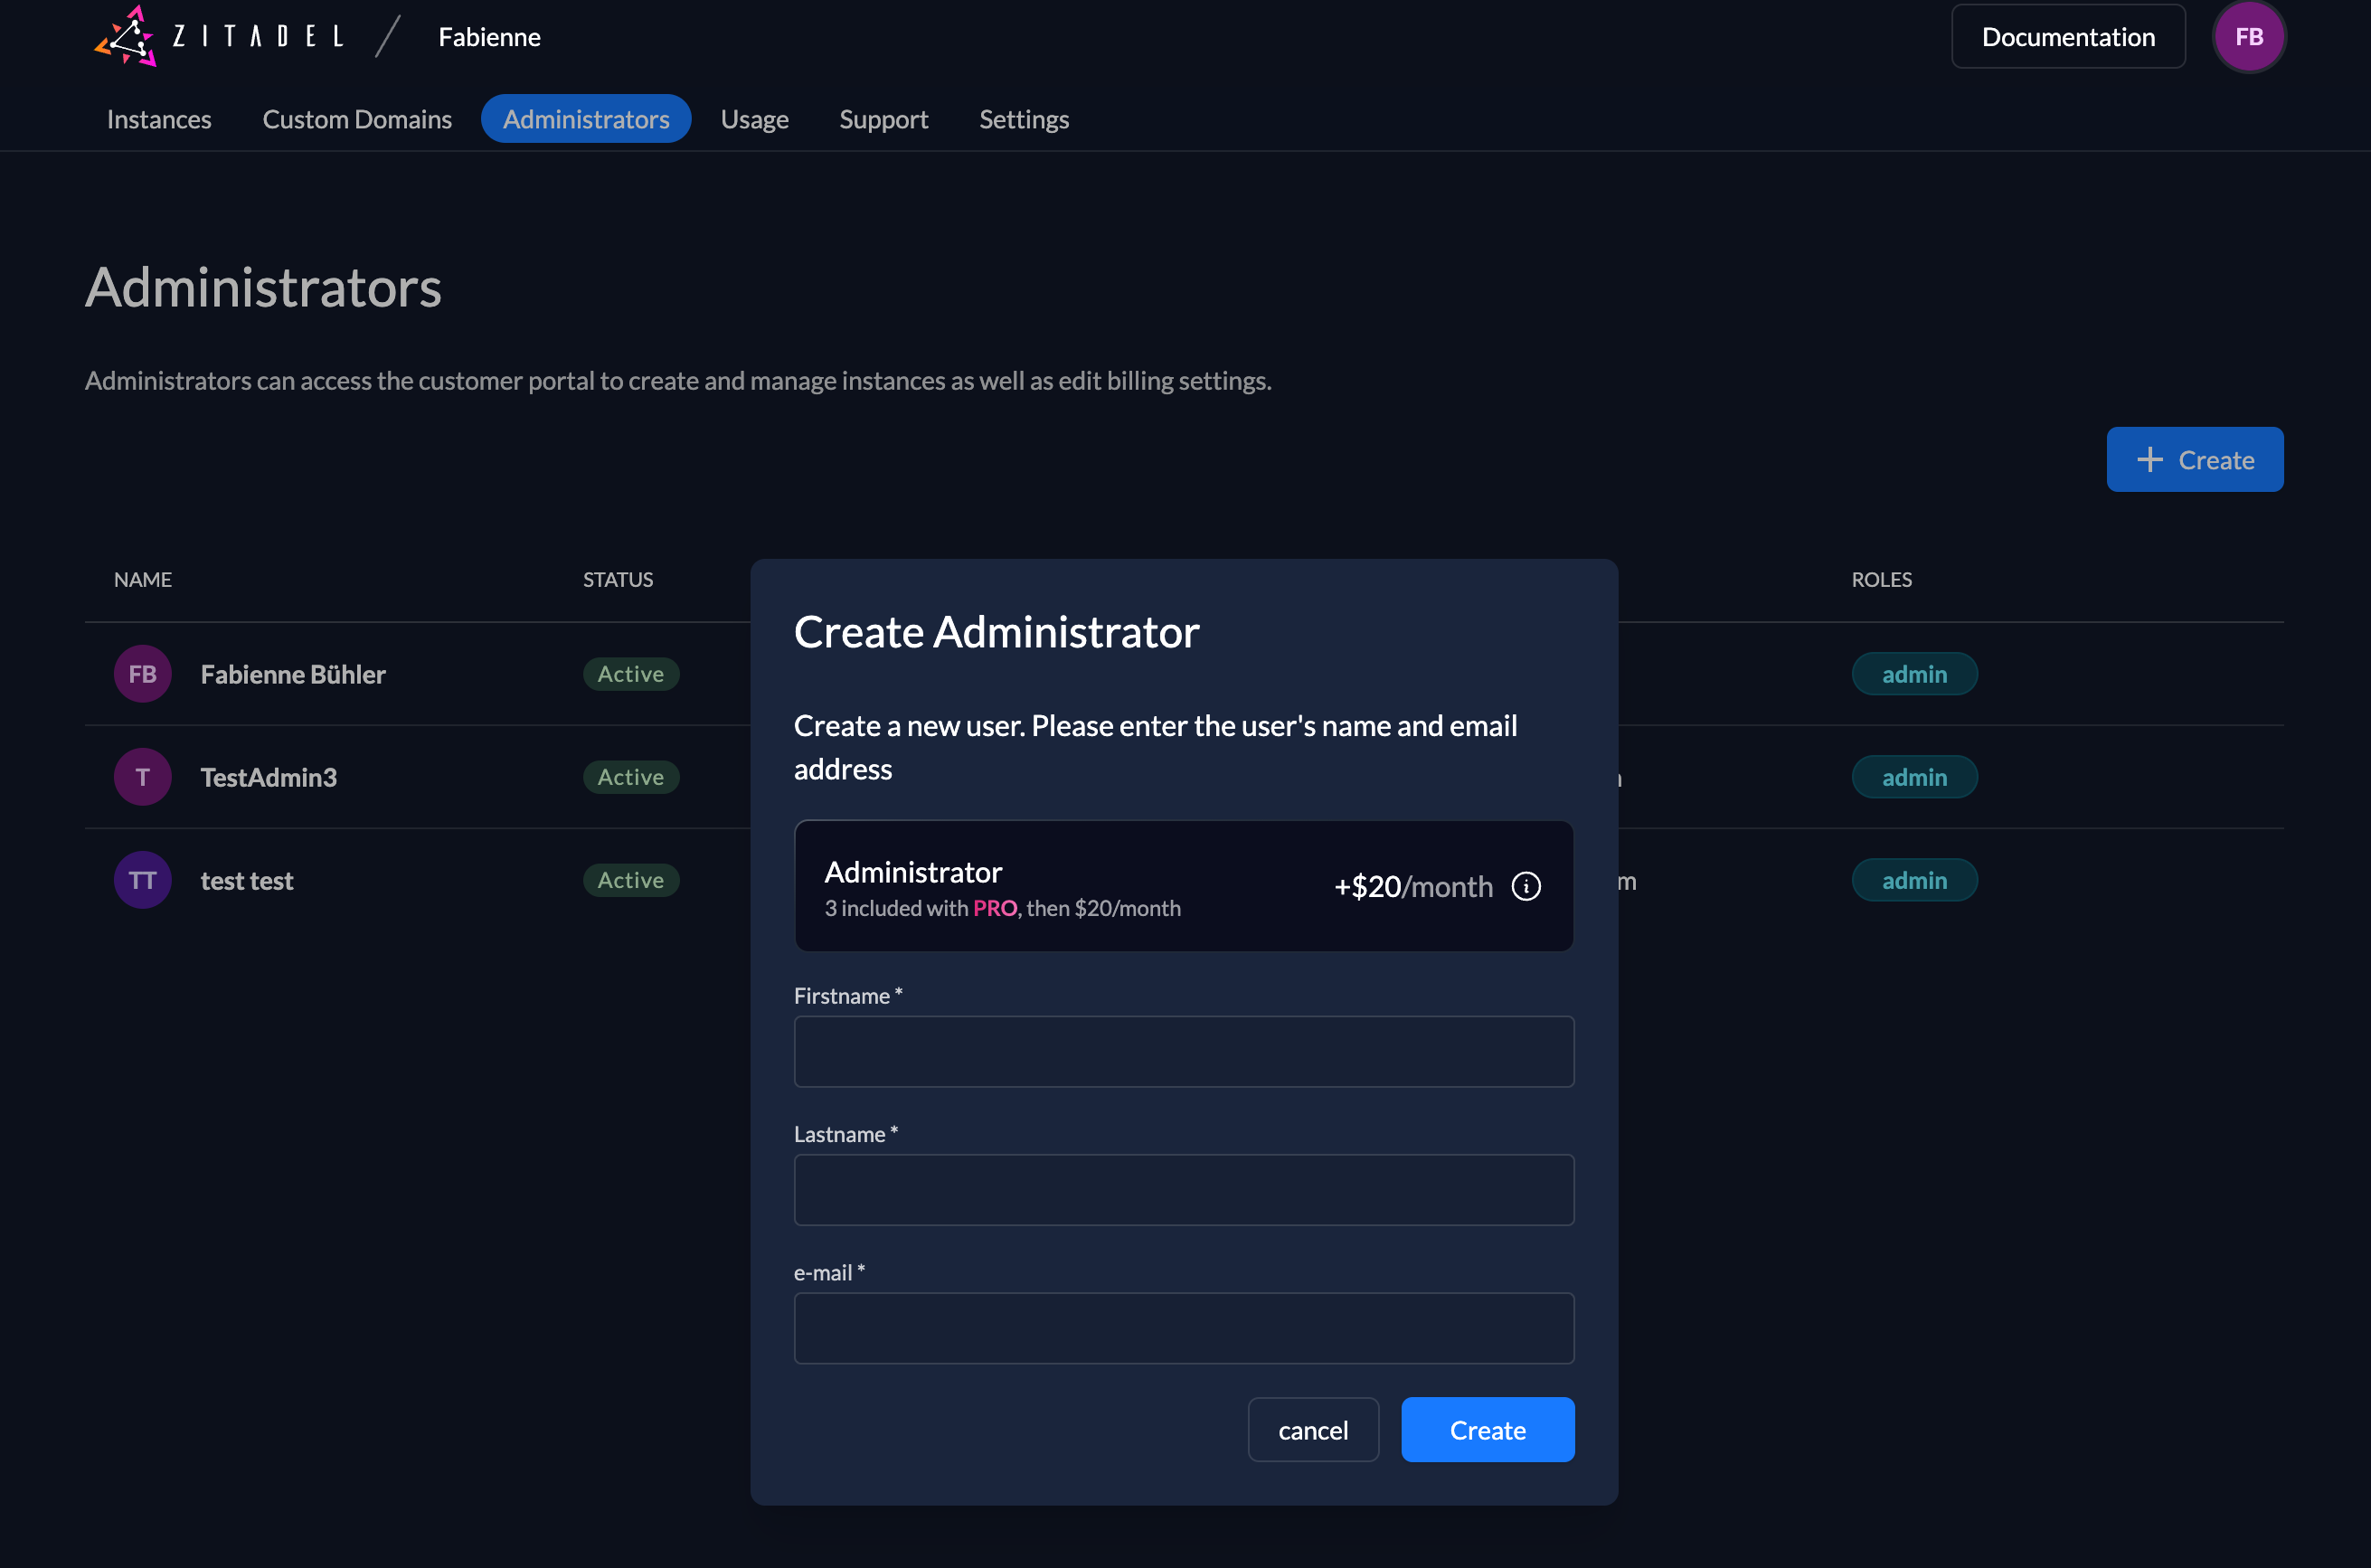 ZITADEL / Fabienne Documentation FB
Instances Custom Domains Administrators Usage Support Settings
Administrators
Administrators can access the customer portal to create and manage instances as well as edit billing settings.
+ Create
NAME STATUS ROLES
FB Fabienne Bühler Active admin
T TestAdmin3 Active admin
TT test test Active m admin
Create Administrator
Create a new user. Please enter the user's name and email
address
Administrator
3 included with PRO, then $20/month
+$20/month
Firstname *
Lastname *
e-mail *
cancel Create